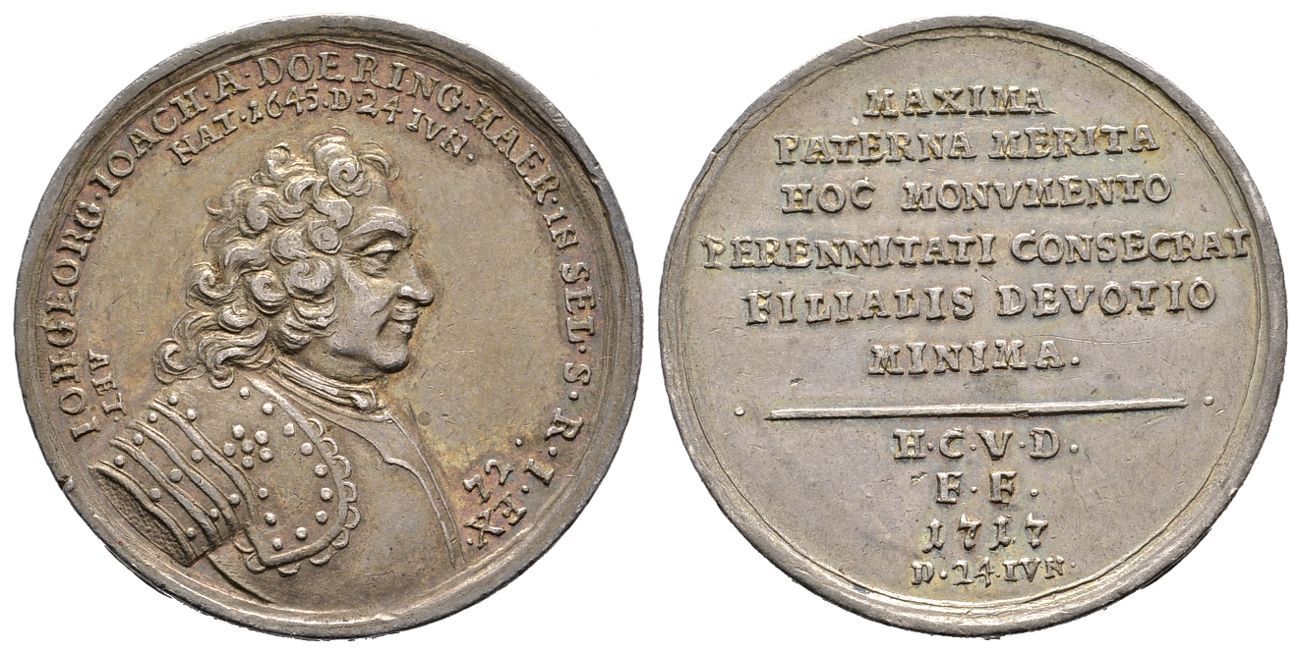 IOH·GEORG·IOACH·A·DOERING·HAER·IN SEL·S·R·I·EX·
NAT·1645·D·24 IVN·
AET
72·
MAXIMA
PATERNA MERITA
HOC MONVMENTO
PERENNITATI CONSECRAT
FILIALIS DEVOTIO
MINIMA.
H·C·V·D·
F·F·
1717
D·24·IVN·